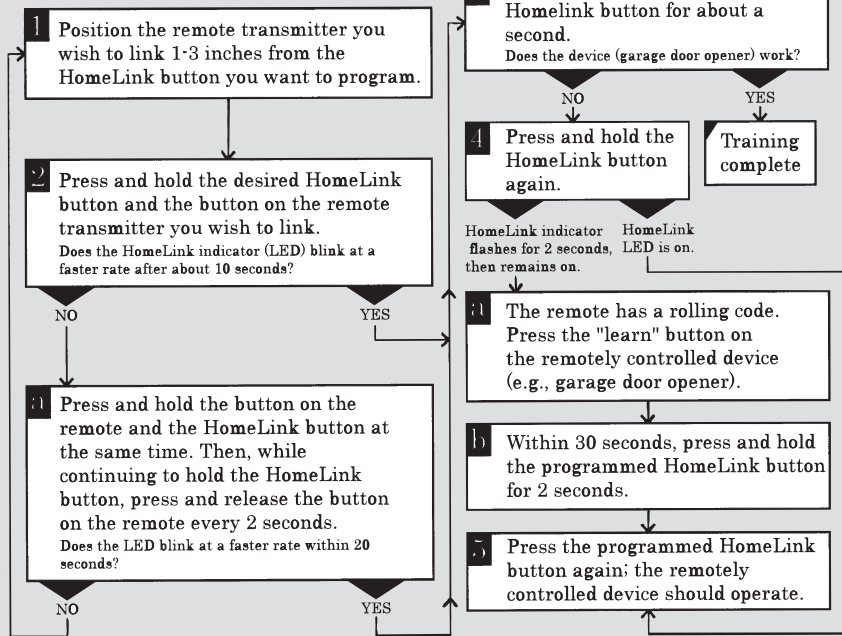 1
Position the remote transmitter you
wish to link 1-3 inches from the
HomeLink button you want to program.
2
Press and hold the desired HomeLink
button and the button on the remote
transmitter you wish to link.
Does the HomeLink indicator (LED) blink at a
faster rate after about 10 seconds?
NO
YES
a
Press and hold the button on the
remote and the HomeLink button at
the same time. Then, while
continuing to hold the HomeLink
button, press and release the button
on the remote every 2 seconds.
Does the LED blink at a faster rate within 20
seconds?
NO
YES
Homelink button for about a
second.
Does the device (garage door opener) work?
NO
YES
4
Press and hold the
HomeLink button
again.
Training
complete
HomeLink indicator
flashes for 2 seconds,
then remains on.
HomeLink
LED is on.
a
The remote has a rolling code.
Press the "learn" button on
the remotely controlled device
(e.g., garage door opener).
b
Within 30 seconds, press and hold
the programmed HomeLink button
for 2 seconds.
5
Press the programmed HomeLink
button again; the remotely
controlled device should operate.